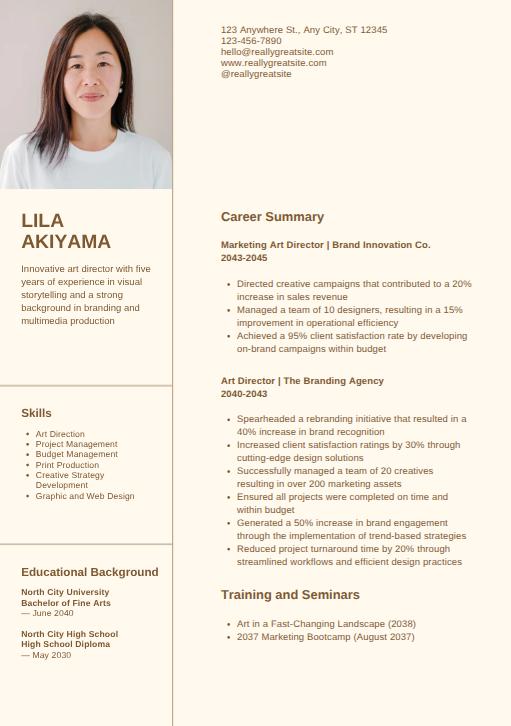 123 Anywhere St., Any City, ST 12345
123-456-7890
hello@reallygreatsite.com
www.reallygreatsite.com
@reallygreatsite
LILA
AKIYAMA
Innovative art director with five
years of experience in visual
storytelling and a strong
background in branding and
multimedia production
Skills
• Art Direction
• Project Management
• Budget Management
• Print Production
• Creative Strategy
Development
• Graphic and Web Design
Educational Background
North City University
Bachelor of Fine Arts
— June 2040
North City High School
High School Diploma
— May 2030
Career Summary
Marketing Art Director | Brand Innovation Co.
2043-2045
• Directed creative campaigns that contributed to a 20%
increase in sales revenue
• Managed a team of 10 designers, resulting in a 15%
improvement in operational efficiency
• Achieved a 95% client satisfaction rate by developing
on-brand campaigns within budget
Art Director | The Branding Agency
2040-2043
• Spearheaded a rebranding initiative that resulted in a
40% increase in brand recognition
• Increased client satisfaction ratings by 30% through
cutting-edge design solutions
• Successfully managed a team of 20 creatives
resulting in over 200 marketing assets
• Ensured all projects were completed on time and
within budget
• Generated a 50% increase in brand engagement
through the implementation of trend-based strategies
• Reduced project turnaround time by 20% through
streamlined workflows and efficient design practices
Training and Seminars
• Art in a Fast-Changing Landscape (2038)
• 2037 Marketing Bootcamp (August 2037)